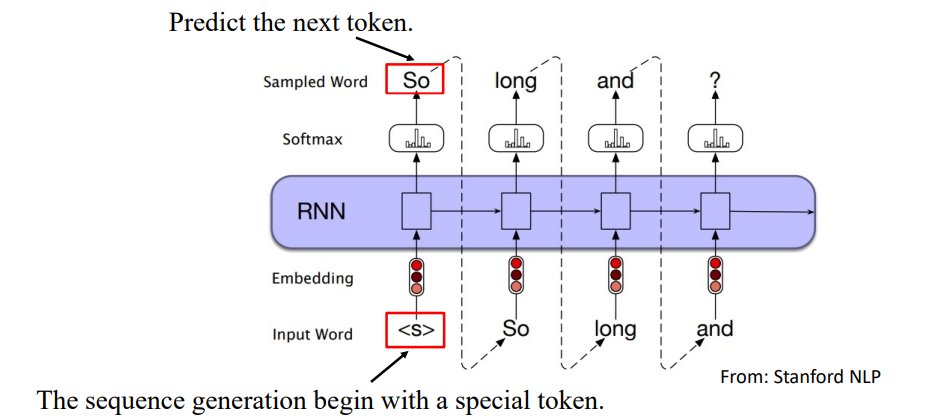 Predict the next token.
Sampled Word So long and ?
Softmax
RNN
Embedding
Input Word <s> So long and
From: Stanford NLP
The sequence generation begin with a special token.